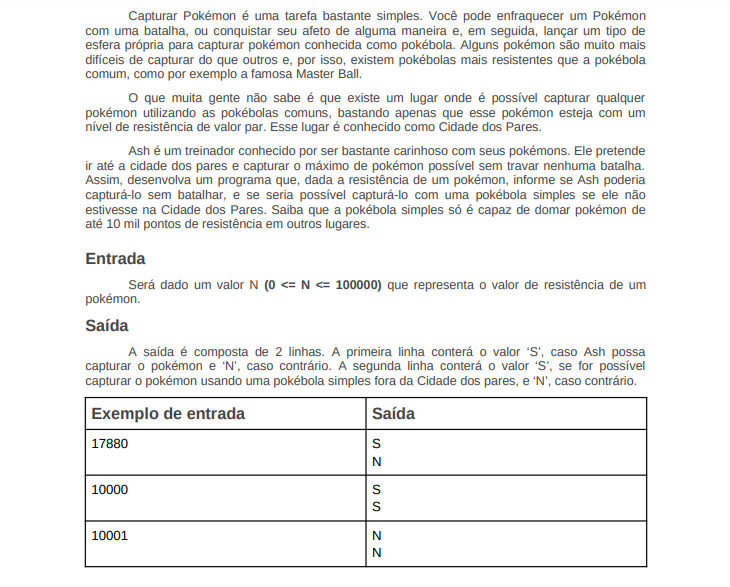 Capturar Pokémon é uma tarefa bastante simples. Você pode enfraquecer um Pokémon
com uma batalha, ou conquistar seu afeto de alguma maneira e, em seguida, lançar um tipo de
esfera própria para capturar pokémon conhecida como pokébola. Alguns pokémon são muito mais
difíceis de capturar do que outros e, por isso, existem pokébolas mais resistentes que a pokébola
comum, como por exemplo a famosa Master Ball.
O que muita gente não sabe é que existe um lugar onde é possível capturar qualquer
pokémon utilizando as pokébolas comuns, bastando apenas que esse pokémon esteja com um
nível de resistência de valor par. Esse lugar é conhecido como Cidade dos Pares.
Ash é um treinador conhecido por ser bastante carinhoso com seus pokémons. Ele pretende
ir até a cidade dos pares e capturar o máximo de pokémon possível sem travar nenhuma batalha.
Assim, desenvolva um programa que, dada a resistência de um pokémon, informe se Ash poderia
capturá-lo sem batalhar, e se seria possível capturá-lo com uma pokébola simples se ele não
estivesse na Cidade dos Pares. Saiba que a pokébola simples só é capaz de domar pokémon de
até 10 mil pontos de resistência em outros lugares.
Entrada
Será dado um valor N (0 <= N <= 100000) que representa o valor de resistência de um
pokémon.
Saída
A saída é composta de 2 linhas. A primeira linha conterá o valor ‘S’, caso Ash possa
capturar o pokémon e ‘N’, caso contrário. A segunda linha conterá o valor ‘S’, se for possível
capturar o pokémon usando uma pokébola simples fora da Cidade dos pares, e ‘N’, caso contrário.
Exemplo de entrada Saída
17880 S
N
10000 S
S
10001 N
N